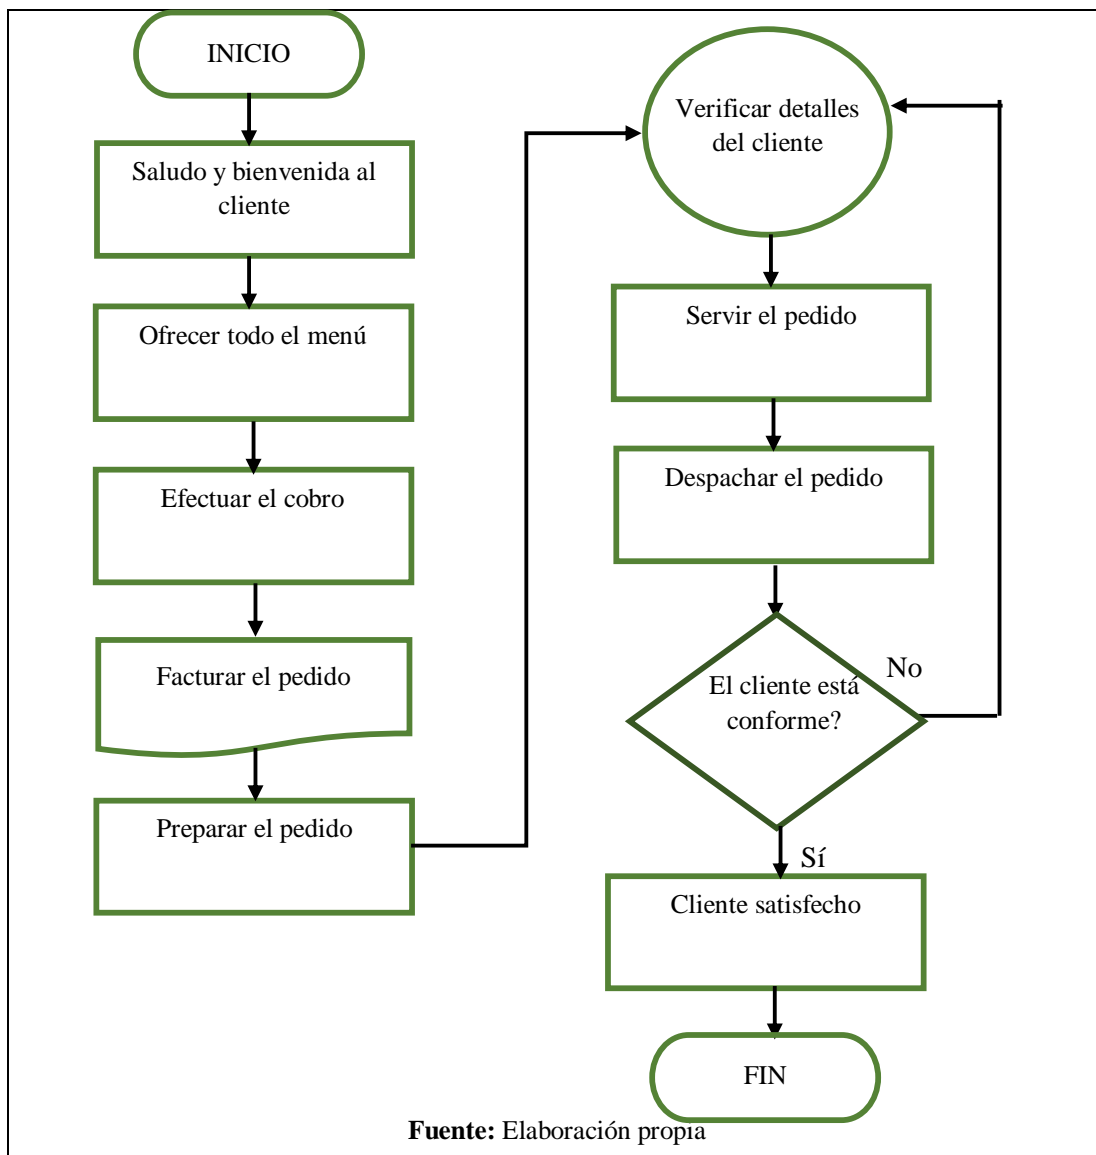 INICIO
Saludo y bienvenida al
cliente
Ofrecer todo el menú
Efectuar el cobro
Facturar el pedido
Preparar el pedido
Verificar detalles
del cliente
Servir el pedido
Despachar el pedido
El cliente está
conforme?
No
Sí
Cliente satisfecho
FIN
Fuente: Elaboración propia